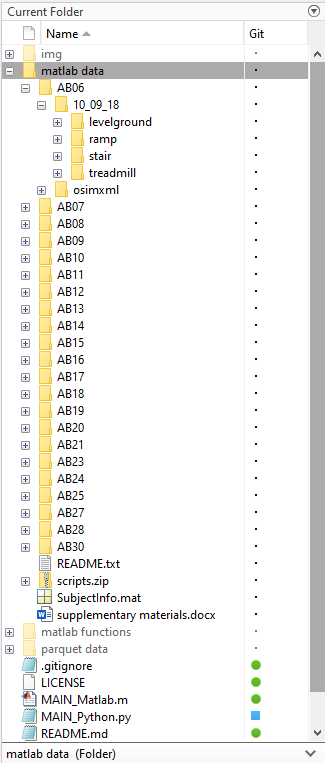 Current Folder
Name Git
img
matlab data
AB06
10_09_18
levelground
ramp
stair
treadmill
osimxml
AB07
AB08
AB09
AB10
AB11
AB12
AB13
AB14
AB15
AB16
AB17
AB18
AB19
AB20
AB21
AB23
AB24
AB25
AB27
AB28
AB30
README.txt
scripts.zip
SubjectInfo.mat
supplementary materials.docx
matlab functions
parquet data
.gitignore
LICENSE
MAIN_Matlab.m
MAIN_Python.py
README.md
matlab data (Folder)